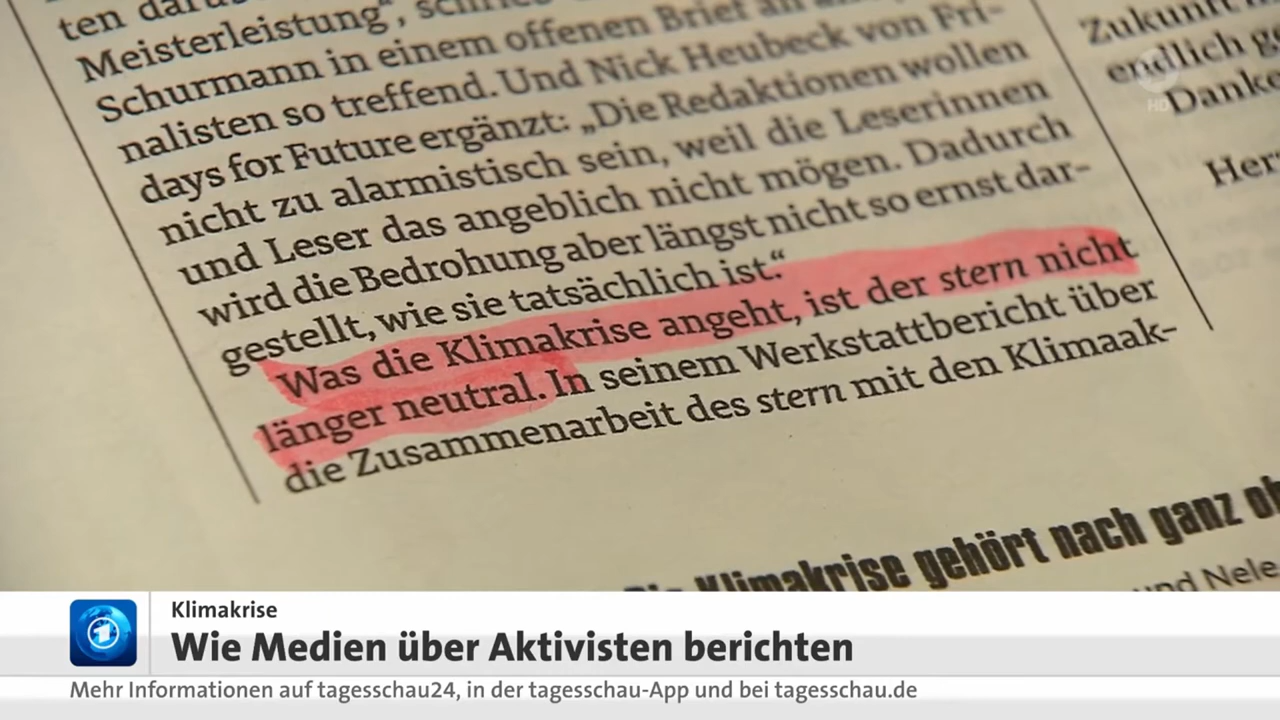 ten
Meisterleistung“,
Schurmann in einem offenen Brief an
nalisten so treffend. Und Nick Heubeck von Fri-
days for Future ergänzt: „Die Redaktionen wollen
nicht zu alarmistisch sein, weil die Leserinnen
und Leser das angeblich nicht mögen. Dadurch
wird die Bedrohung aber längst nicht so ernst dar-
gestellt, wie sie tatsächlich ist.“
Was die Klimakrise angeht, ist der stern nicht
länger neutral. In seinem Werkstattbericht über
die Zusammenarbeit des stern mit den Klimaak-
Zukunft
endlich
Danke
HD
Klimakrise gehört nach ganz
und Nele
Klimakrise
Wie Medien über Aktivisten berichten
Mehr Informationen auf tagesschau24, in der tagesschau-App und bei tagesschau.de